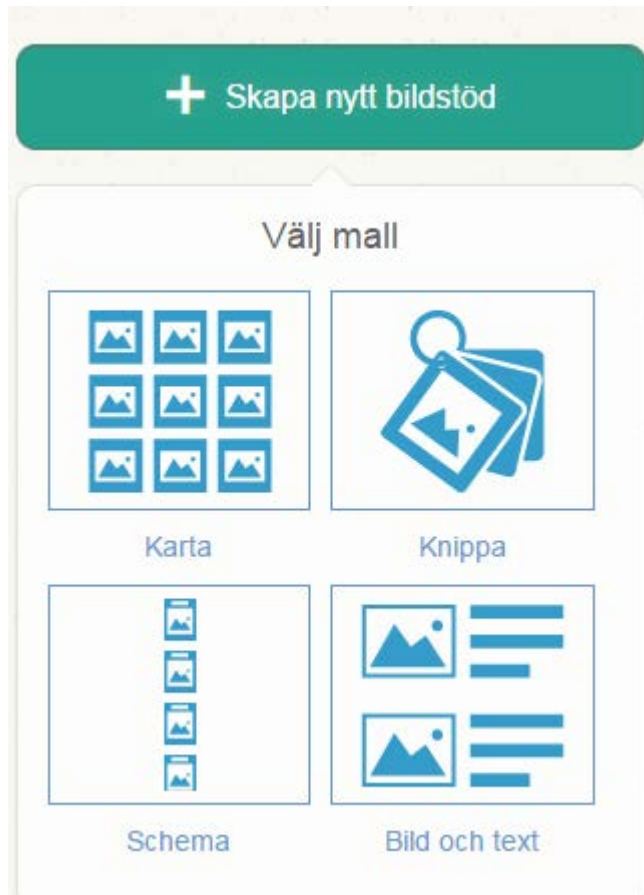 Skapa nytt bildstöd
Välj mall
Karta
Knippa
Schema
Bild och text